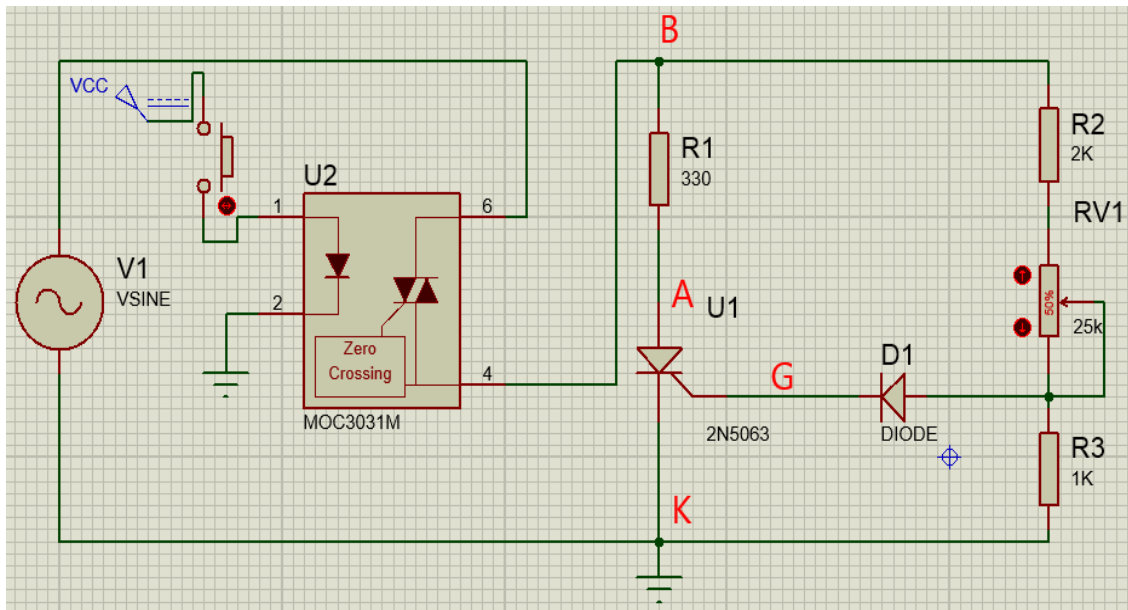 B
VCC
R1
330
R2
2K
U2
1
6
RV1
V1
VSINE
A
U1
50%
25k
2
Zero
Crossing
4
G
D1
MOC3031M
2N5063
DIODE
R3
1K
K